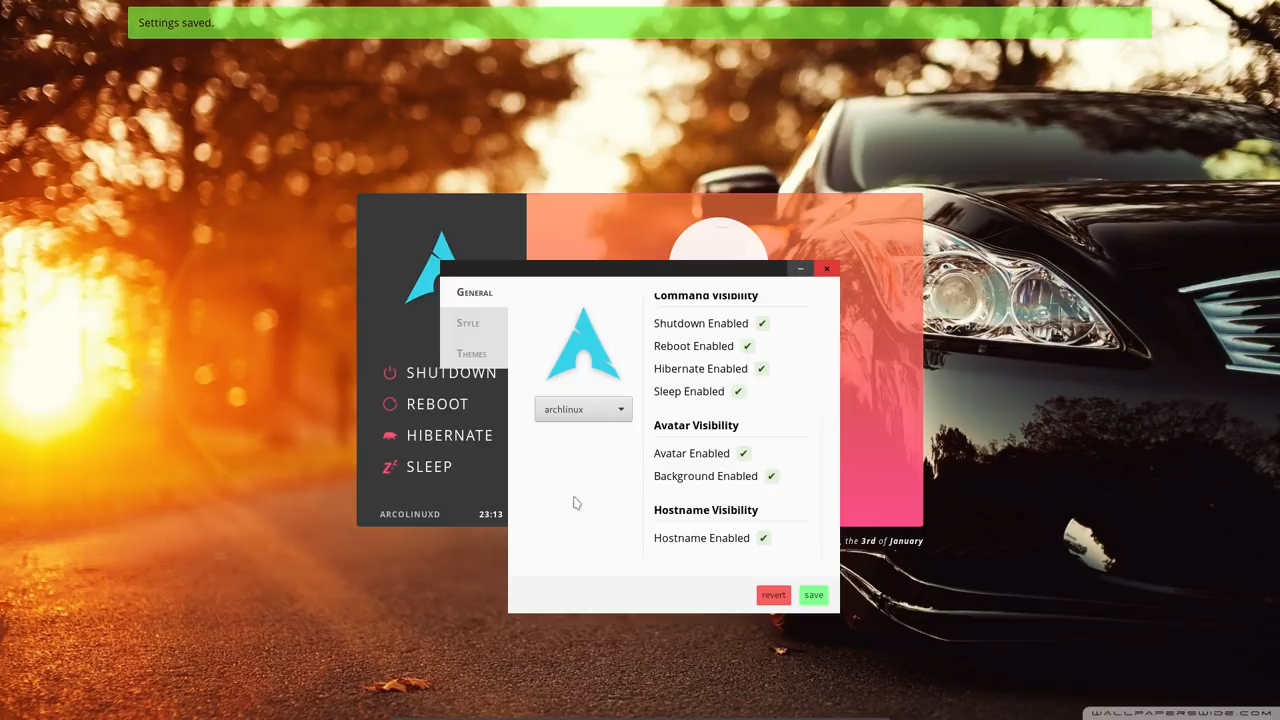 Settings saved.
General
Style
Themes
SHUTDOWN
REBOOT
HIBERNATE
SLEEP
ARCOLINUXD
23:13
archlinux
Command Visibility
Shutdown Enabled
Reboot Enabled
Hibernate Enabled
Sleep Enabled
Avatar Visibility
Avatar Enabled
Background Enabled
Hostname Visibility
Hostname Enabled
revert
save
, the 3rd of January
WALLPAPERSWIDE.COM